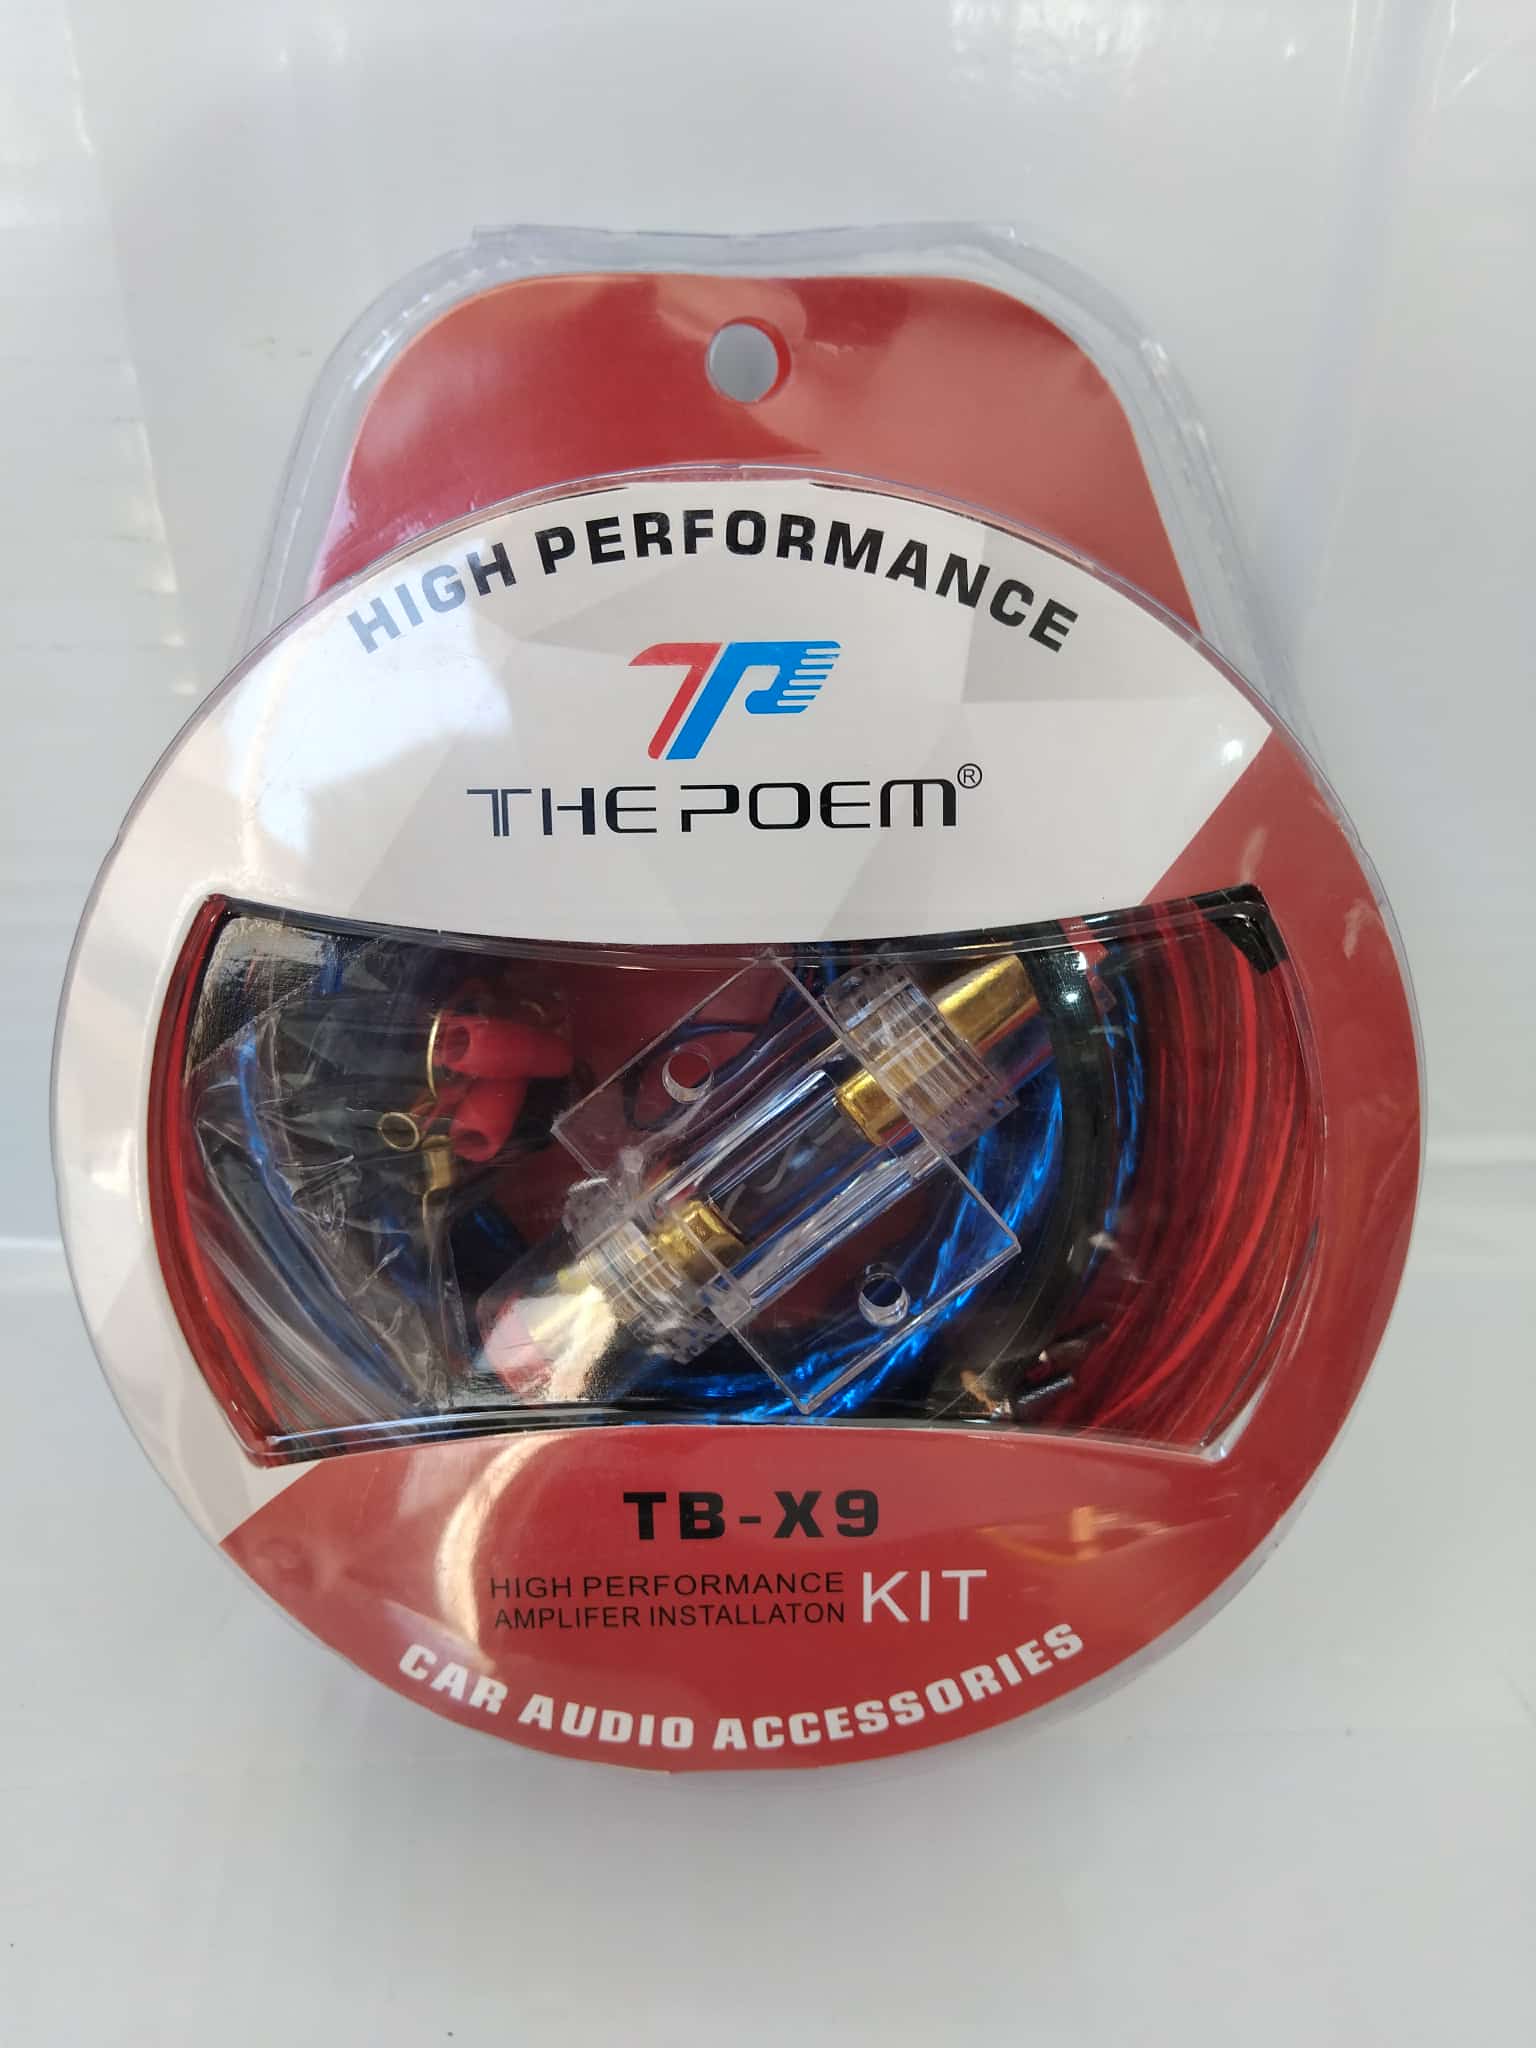 HIGH PERFORMANCE
TP
THE POEM®
TB-X9
HIGH PERFORMANCE
AMPLIFER INSTALLATON KIT
CAR AUDIO ACCESSORIES